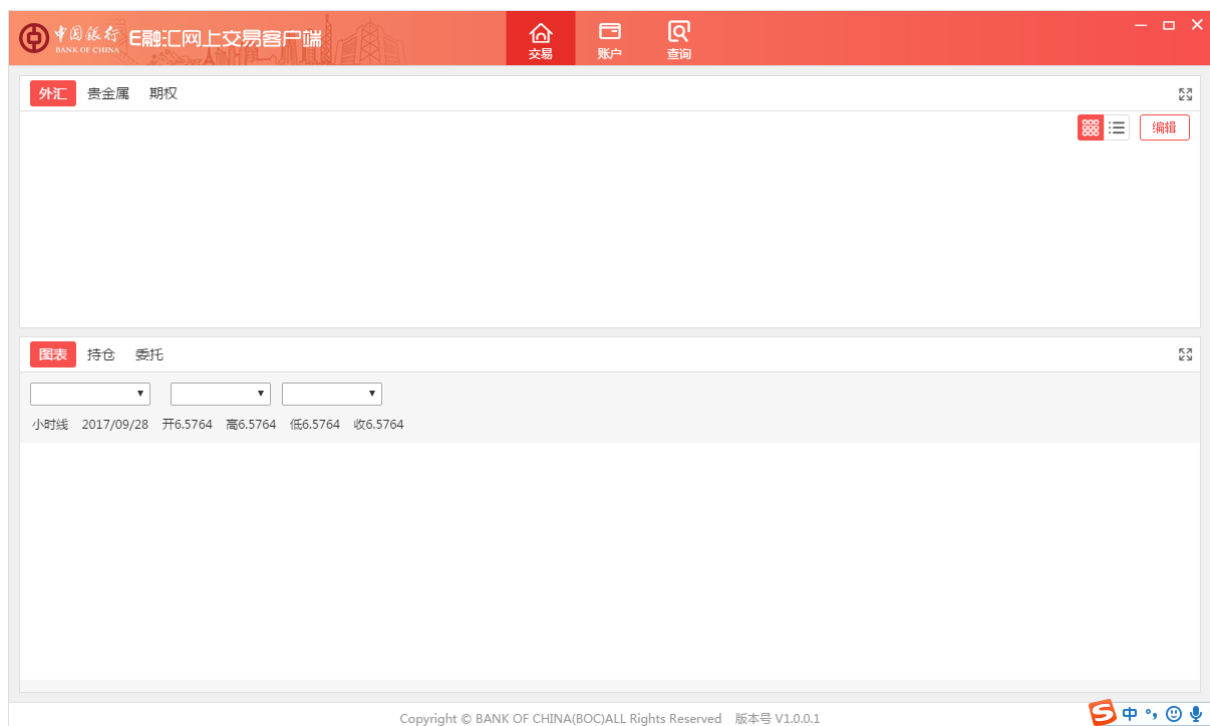 中国银行 E融汇网上交易客户端
BANK OF CHINA
交易 账户 查询
外汇 贵金属 期权
编辑
图表 持仓 委托
小时线 2017/09/28 开6.5764 高6.5764 低6.5764 收6.5764
Copyright © BANK OF CHINA(BOC)ALL Rights Reserved 版本号 V1.0.0.1
S 中